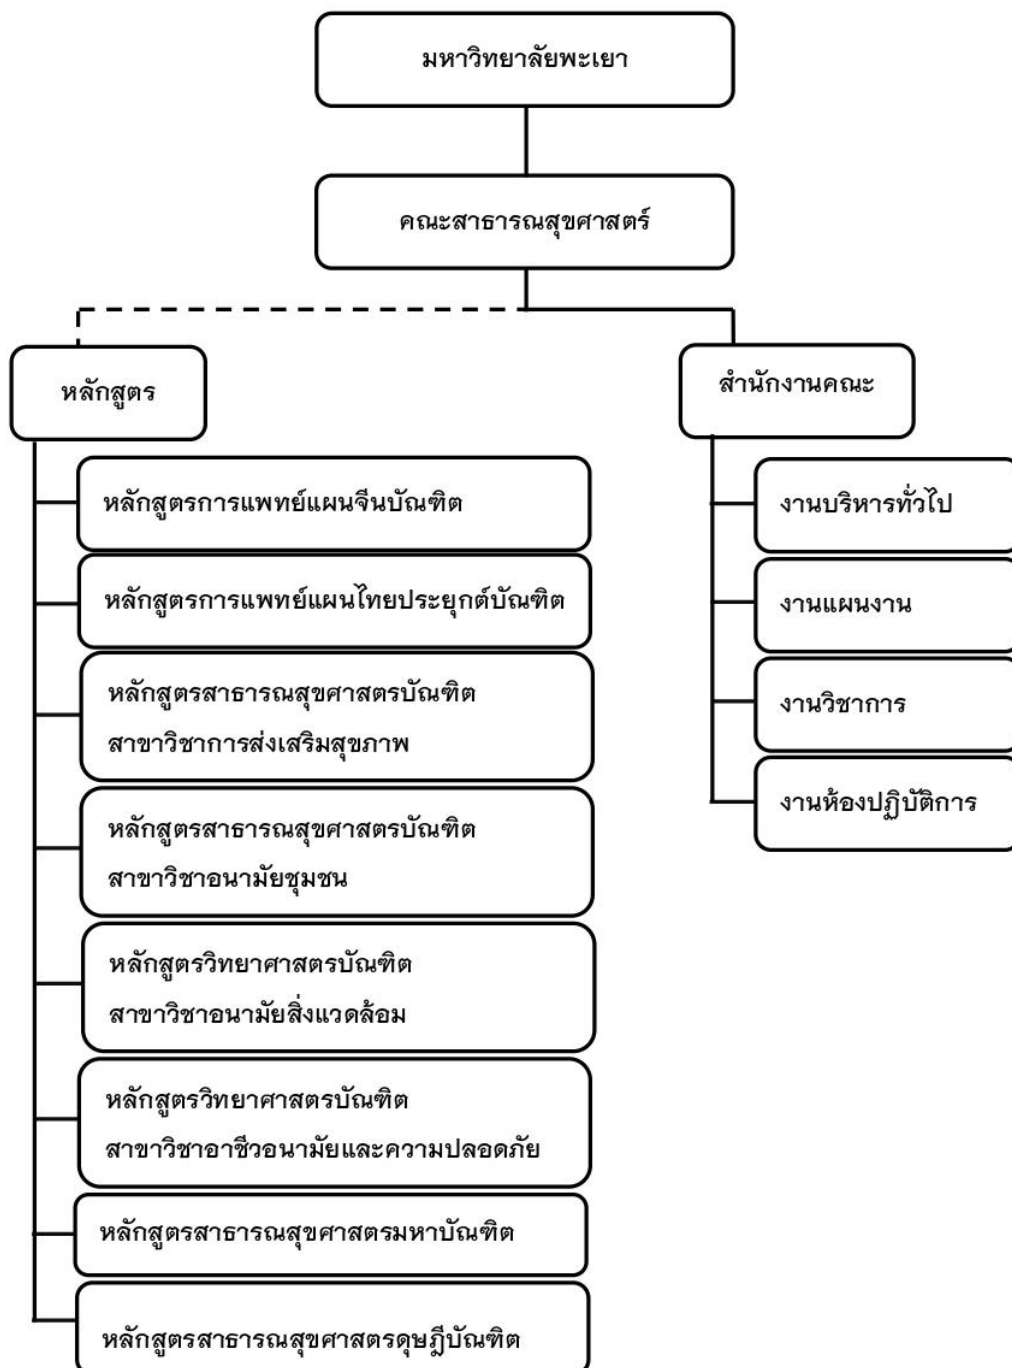 มหาวิทยาลัยพะเยา
คณะสาธารณสุขศาสตร์
หลักสูตร
หลักสูตรการแพทย์แผนจีนบัณฑิต
หลักสูตรการแพทย์แผนไทยประยุกต์บัณฑิต
หลักสูตรสาธารณสุขศาสตรบัณฑิต
สาขาวิชาการส่งเสริมสุขภาพ
หลักสูตรสาธารณสุขศาสตรบัณฑิต
สาขาวิชาอนามัยชุมชน
หลักสูตรวิทยาศาสตรบัณฑิต
สาขาวิชาอนามัยสิ่งแวดล้อม
หลักสูตรวิทยาศาสตรบัณฑิต
สาขาวิชาอาชีวอนามัยและความปลอดภัย
หลักสูตรสาธารณสุขศาสตรมหาบัณฑิต
หลักสูตรสาธารณสุขศาสตรดุษฎีบัณฑิต
สำนักงานคณะ
งานบริหารทั่วไป
งานแผนงาน
งานวิชาการ
งานห้องปฏิบัติการ